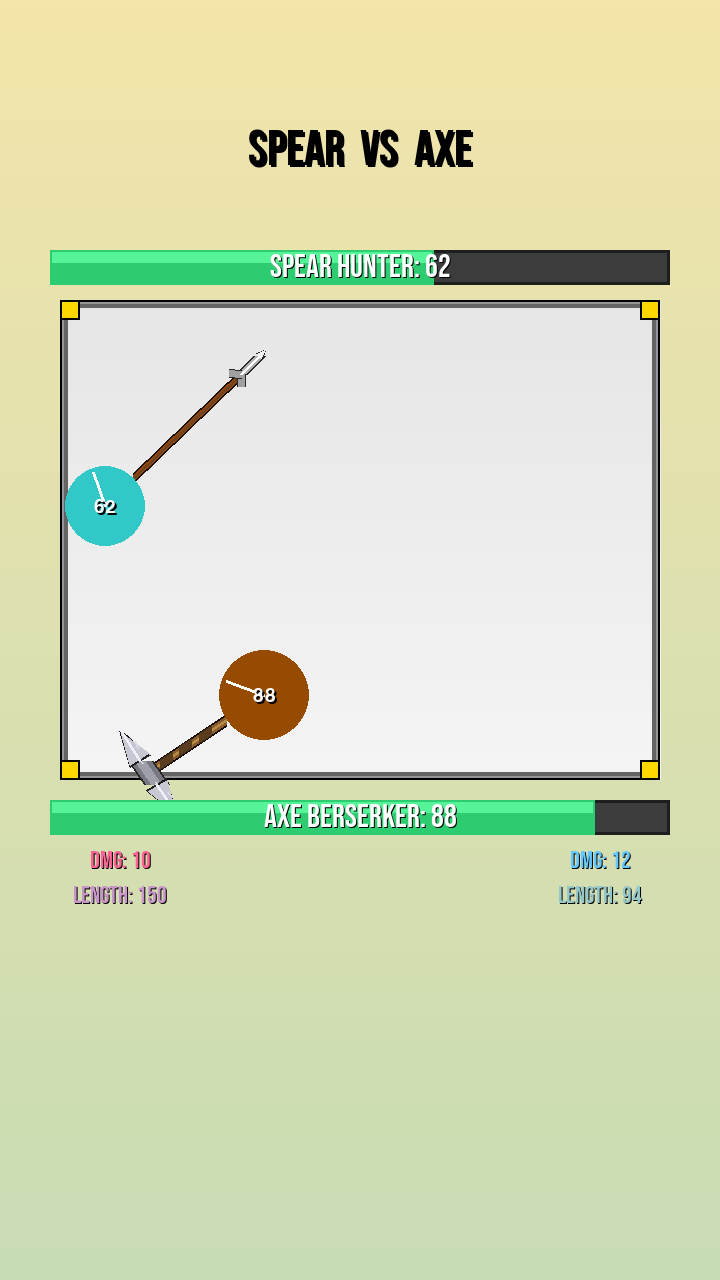 SPEAR VS AXE
SPEAR HUNTER: 62
62
88
AXE BERSERKER: 88
DMG: 10
DMG: 12
LENGTH: 150
LENGTH: 94